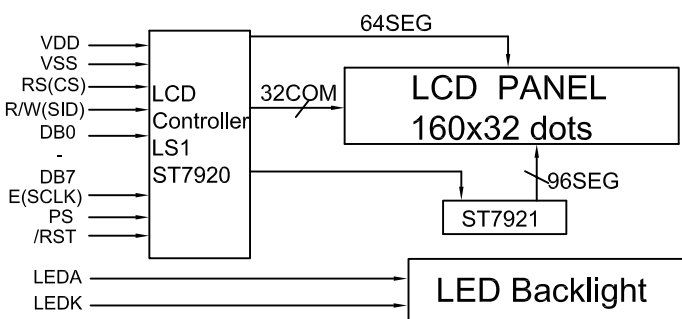 64SEG
VDD
VSS
RS(CS)
R/W(SID)
DB0
-
DB7
E(SCLK)
PS
/RST
LCD
Controller
LS1
ST7920
32COM
LCD PANEL
160x32 dots
96SEG
ST7921
LEDA
LEDK
LED Backlight